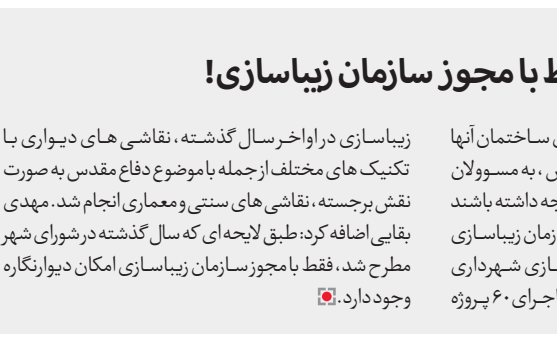 با مجوز سازمان زیباسازی!
ساختمان آنها
، به مسوولان
داشته باشند
زیباسازی
شهرداری
اجرای ۶۰ پروژه
زیباسازی در اواخر سال گذشته، نقاشی های دیواری با
تکنیک های مختلف از جمله با موضوع دفاع مقدس به صورت
نقش برجسته، نقاشی های سنتی و معماری انجام شد. مهدی
بقایی اضافه کرد: طبق لایحه ای که سال گذشته در شورای شهر
مطرح شد، فقط با مجوز سازمان زیباسازی امکان دیوارنگاره
وجود دارد.